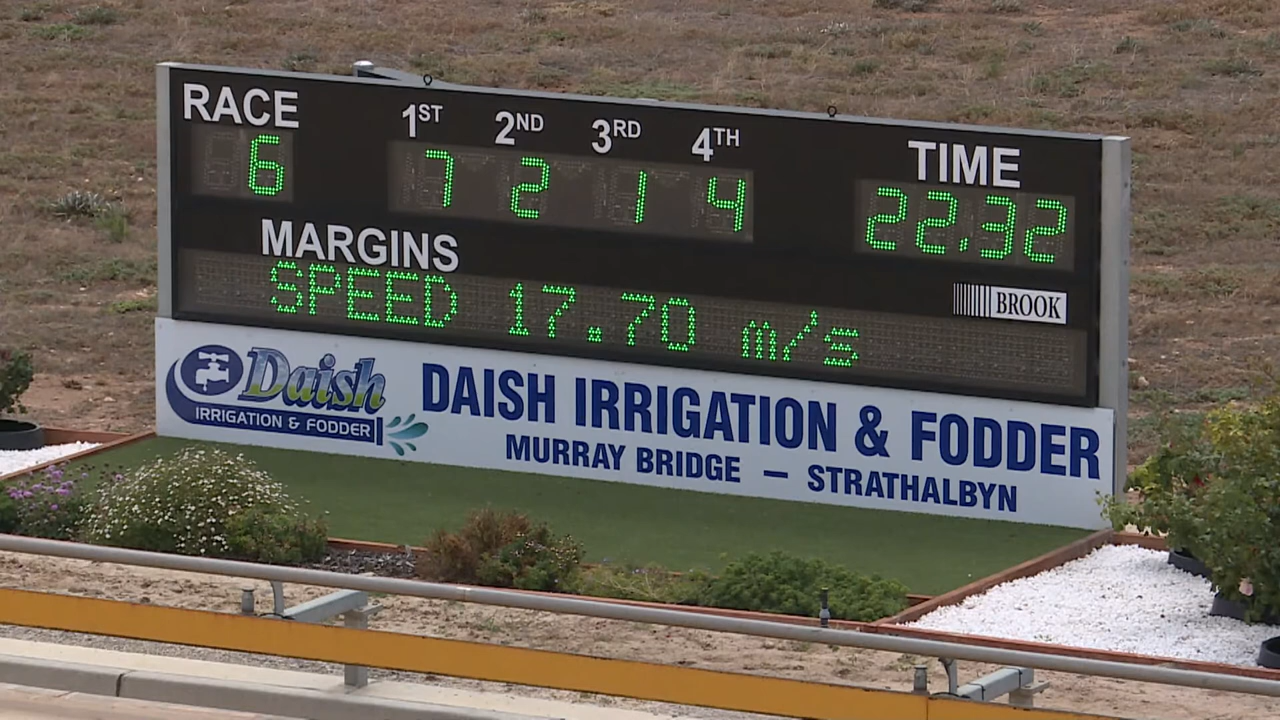 RACE 1ST 2ND 3RD 4TH TIME
6 7 2 1 4 22.32
MARGINS
SPEED 17.70 m/s
BROOK
Daish
IRRIGATION & FODDER
DAISH IRRIGATION & FODDER
MURRAY BRIDGE – STRATHALBYN